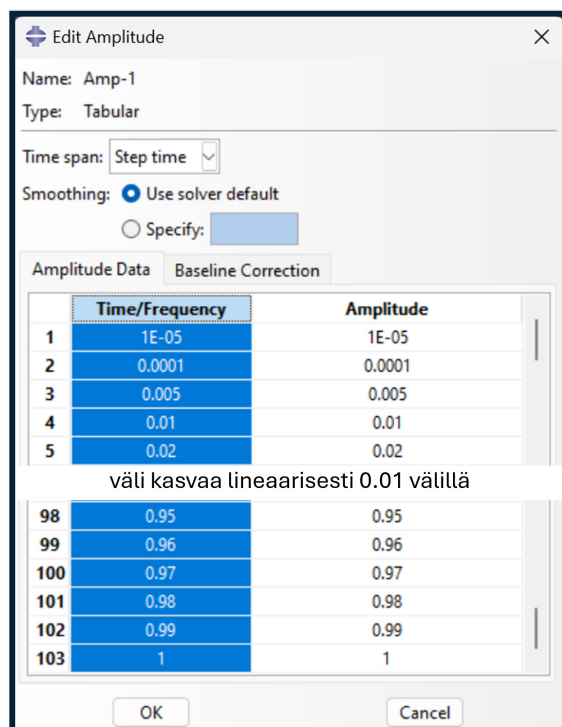 Edit Amplitude
Name: Amp-1
Type: Tabular
Time span: Step time
Smoothing: Use solver default
Specify:
Amplitude Data Baseline Correction
Time/Frequency Amplitude
1 1E-05 1E-05
2 0.0001 0.0001
3 0.005 0.005
4 0.01 0.01
5 0.02 0.02
väli kasvaa lineaarisesti 0.01 välillä
98 0.95 0.95
99 0.96 0.96
100 0.97 0.97
101 0.98 0.98
102 0.99 0.99
103 1 1
OK Cancel